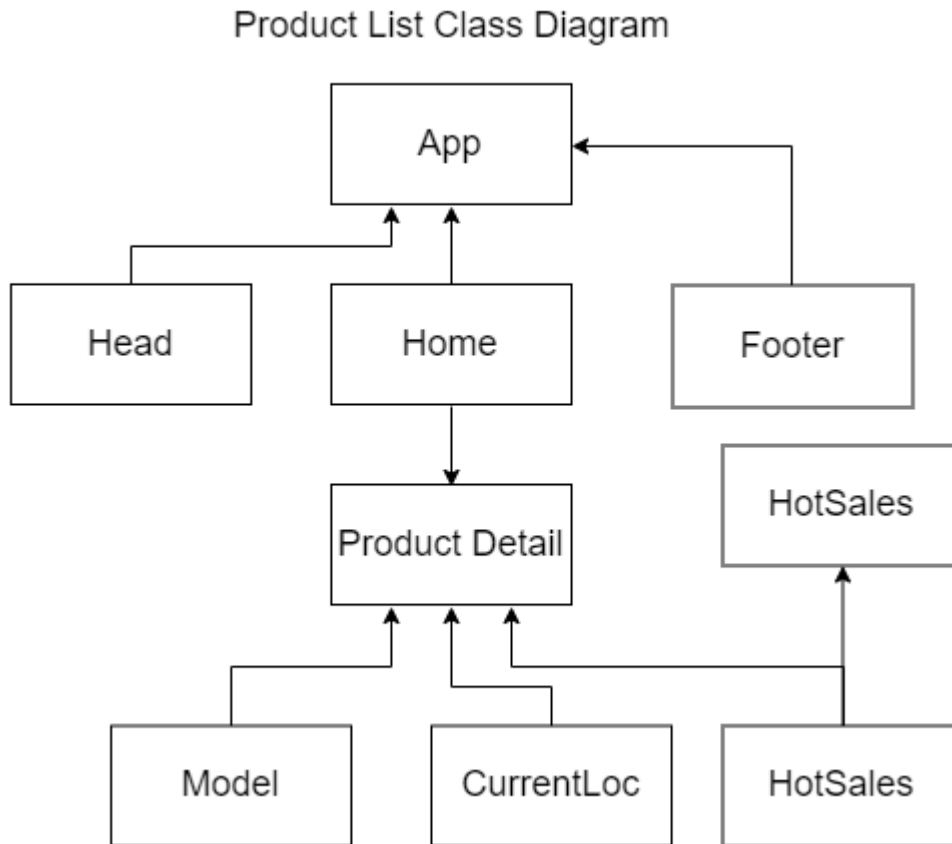 Product List Class Diagram
App
Head
Home
Footer
HotSales
Product Detail
Model
CurrentLoc
HotSales